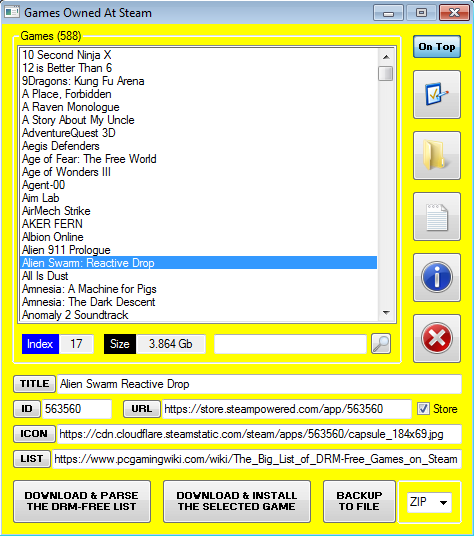 Games Owned At Steam
Games (588)
On Top
10 Second Ninja X
12 is Better Than 6
9Dragons: Kung Fu Arena
A Place, Forbidden
A Raven Monologue
A Story About My Uncle
AdventureQuest 3D
Aegis Defenders
Age of Fear: The Free World
Age of Wonders III
Agent-00
Aim Lab
AirMech Strike
AKER FERN
Albion Online
Alien 911 Prologue
Alien Swarm: Reactive Drop
All Is Dust
Amnesia: A Machine for Pigs
Amnesia: The Dark Descent
Anomaly 2 Soundtrack
Index 17 Size 3.864 Gb
TITLE Alien Swarm Reactive Drop
ID 563560 URL https://store.steampowered.com/app/563560 Store
ICON https://cdn.cloudflare.steamstatic.com/steam/apps/563560/capsule_184x69.jpg
LIST https://www.pcgamingwiki.com/wiki/The_Big_List_of_DRM-Free_Games_on_Steam
DOWNLOAD & PARSE
THE DRM-FREE LIST
DOWNLOAD & INSTALL
THE SELECTED GAME
BACKUP
TO FILE
ZIP